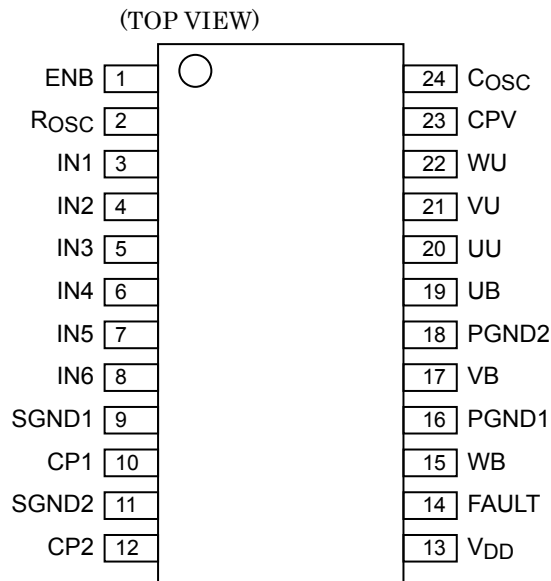 (TOP VIEW)
ENB 1 24 COSC
ROSC 2 23 CPV
IN1 3 22 WU
IN2 4 21 VU
IN3 5 20 UU
IN4 6 19 UB
IN5 7 18 PGND2
IN6 8 17 VB
SGND1 9 16 PGND1
CP1 10 15 WB
SGND2 11 14 FAULT
CP2 12 13 VDD